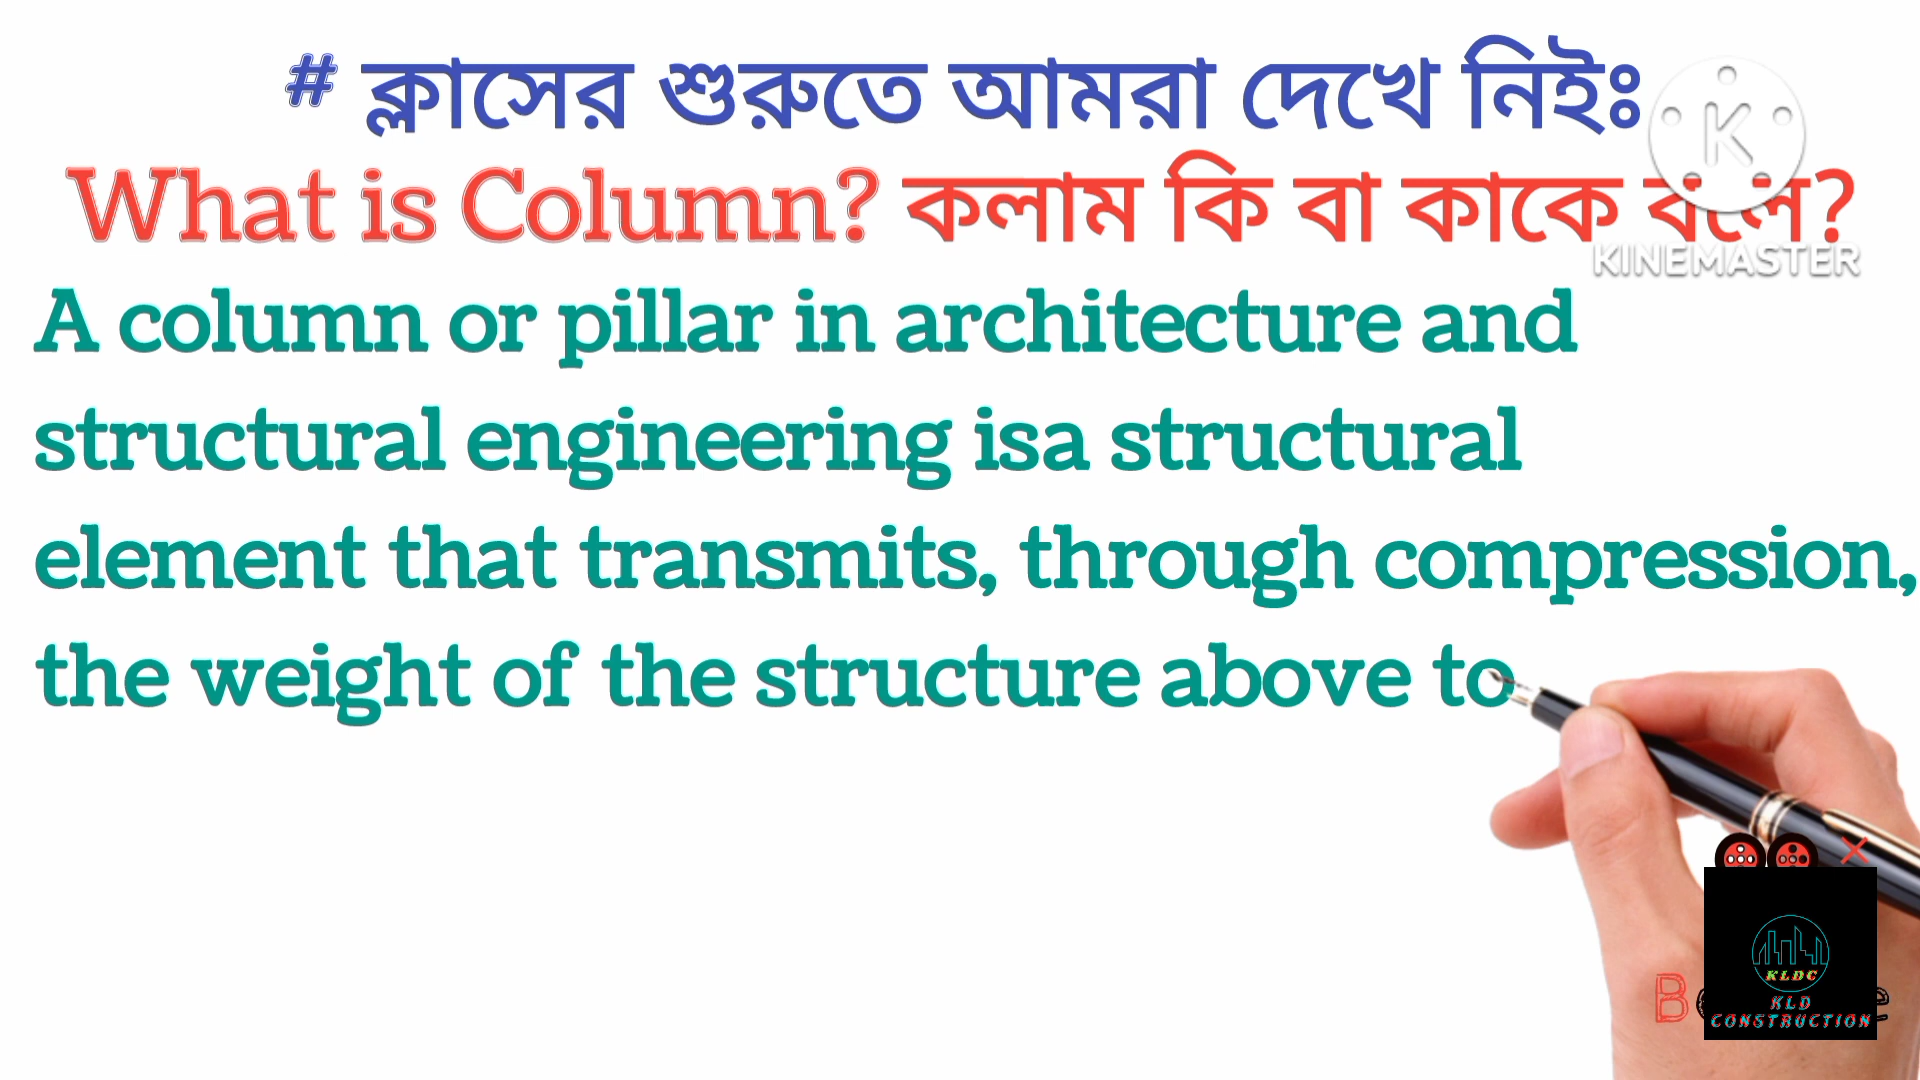 # ক্লাসের শুরুতে আমরা দেখে নিইঃ
What is Column? কলাম কি বা কাকে বলে?
KINEMASTER
A column or pillar in architecture and
structural engineering isa structural
element that transmits, through compression,
the weight of the structure above to
KLDC
KLD
CONSTRUCTION